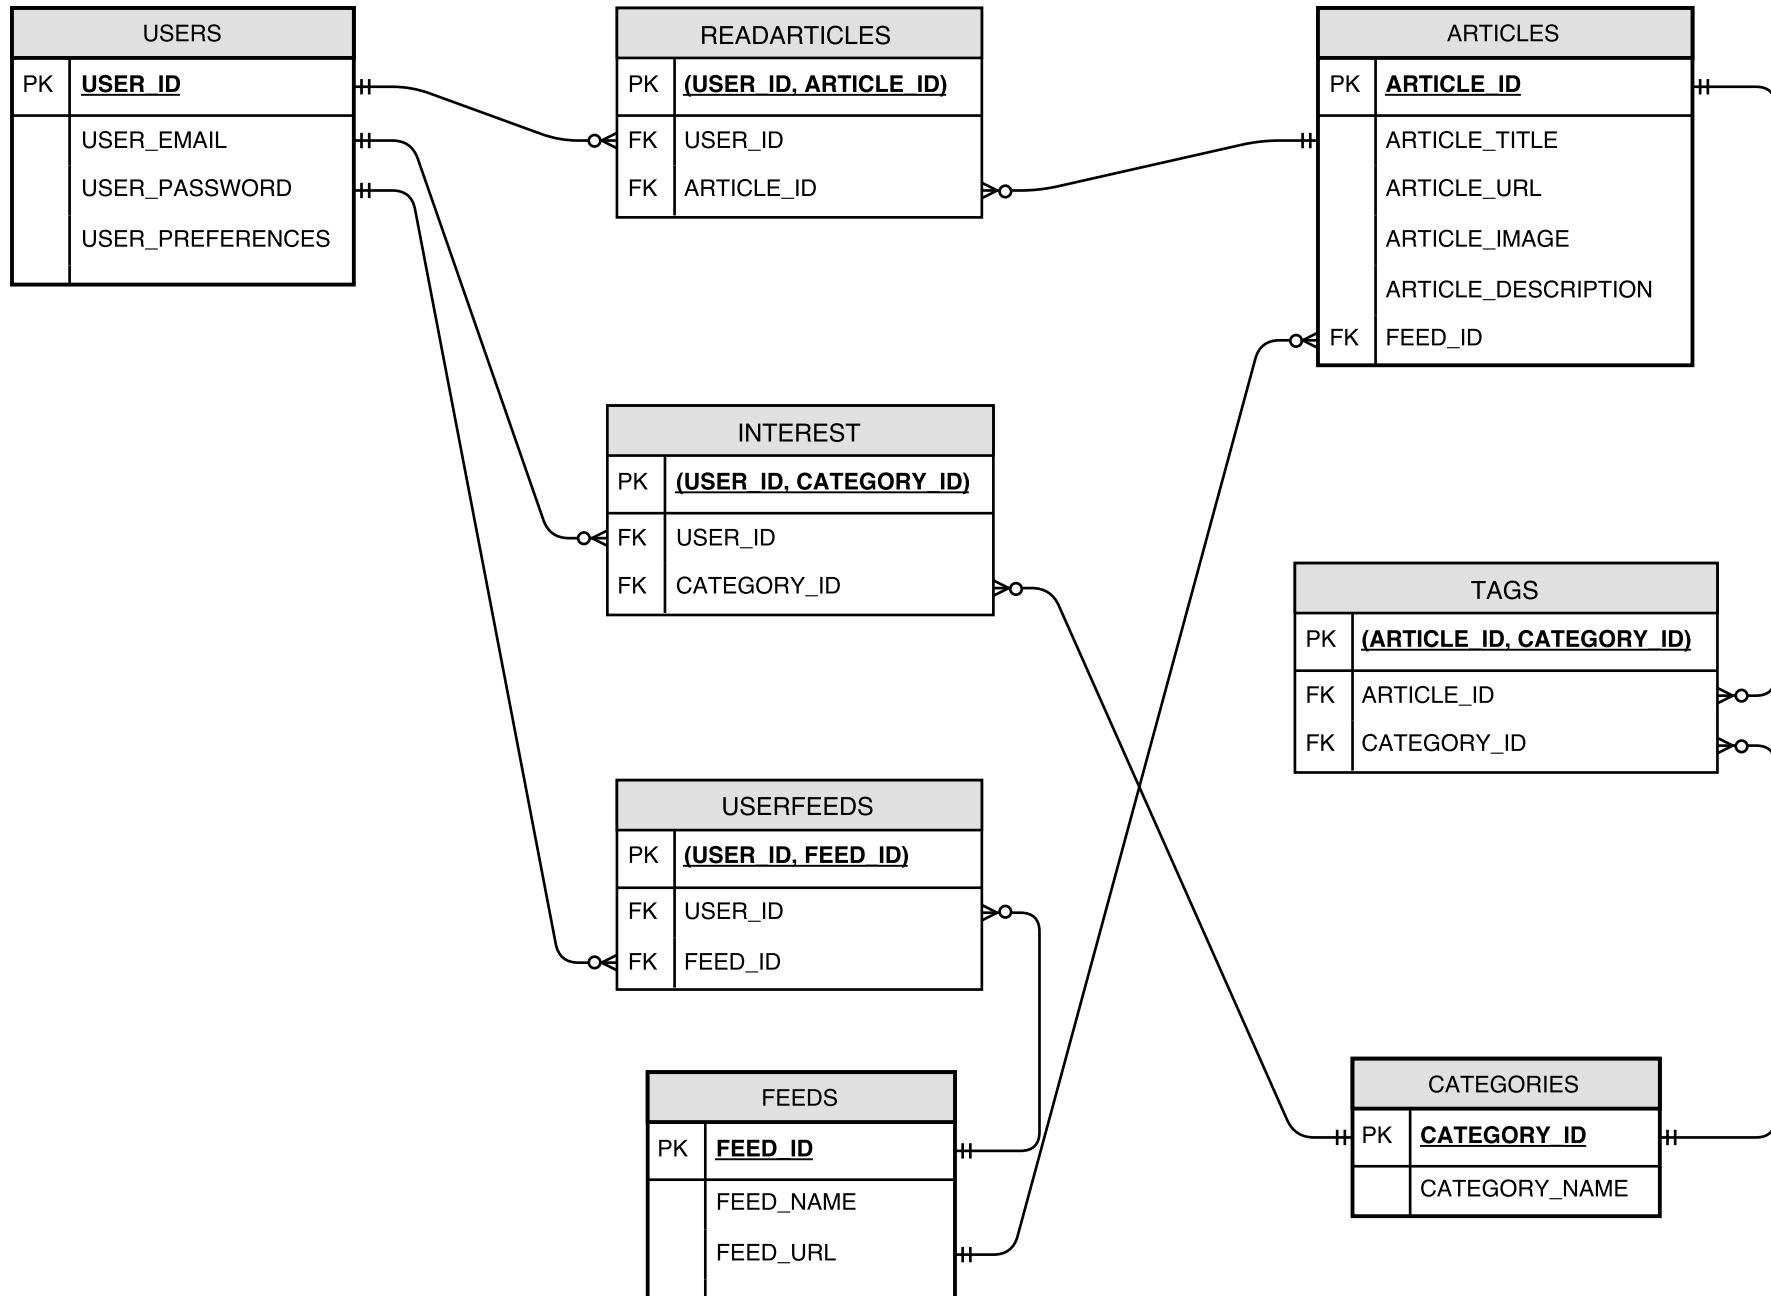 USERS
PK USER_ID
USER_EMAIL
USER_PASSWORD
USER_PREFERENCES
READARTICLES
PK (USER_ID, ARTICLE_ID)
FK USER_ID
FK ARTICLE_ID
ARTICLES
PK ARTICLE_ID
ARTICLE_TITLE
ARTICLE_URL
ARTICLE_IMAGE
ARTICLE_DESCRIPTION
FK FEED_ID
INTEREST
PK (USER_ID, CATEGORY_ID)
FK USER_ID
FK CATEGORY_ID
TAGS
PK (ARTICLE_ID, CATEGORY_ID)
FK ARTICLE_ID
FK CATEGORY_ID
USERFEEDS
PK (USER_ID, FEED_ID)
FK USER_ID
FK FEED_ID
FEEDS
PK FEED_ID
FEED_NAME
FEED_URL
CATEGORIES
PK CATEGORY_ID
CATEGORY_NAME